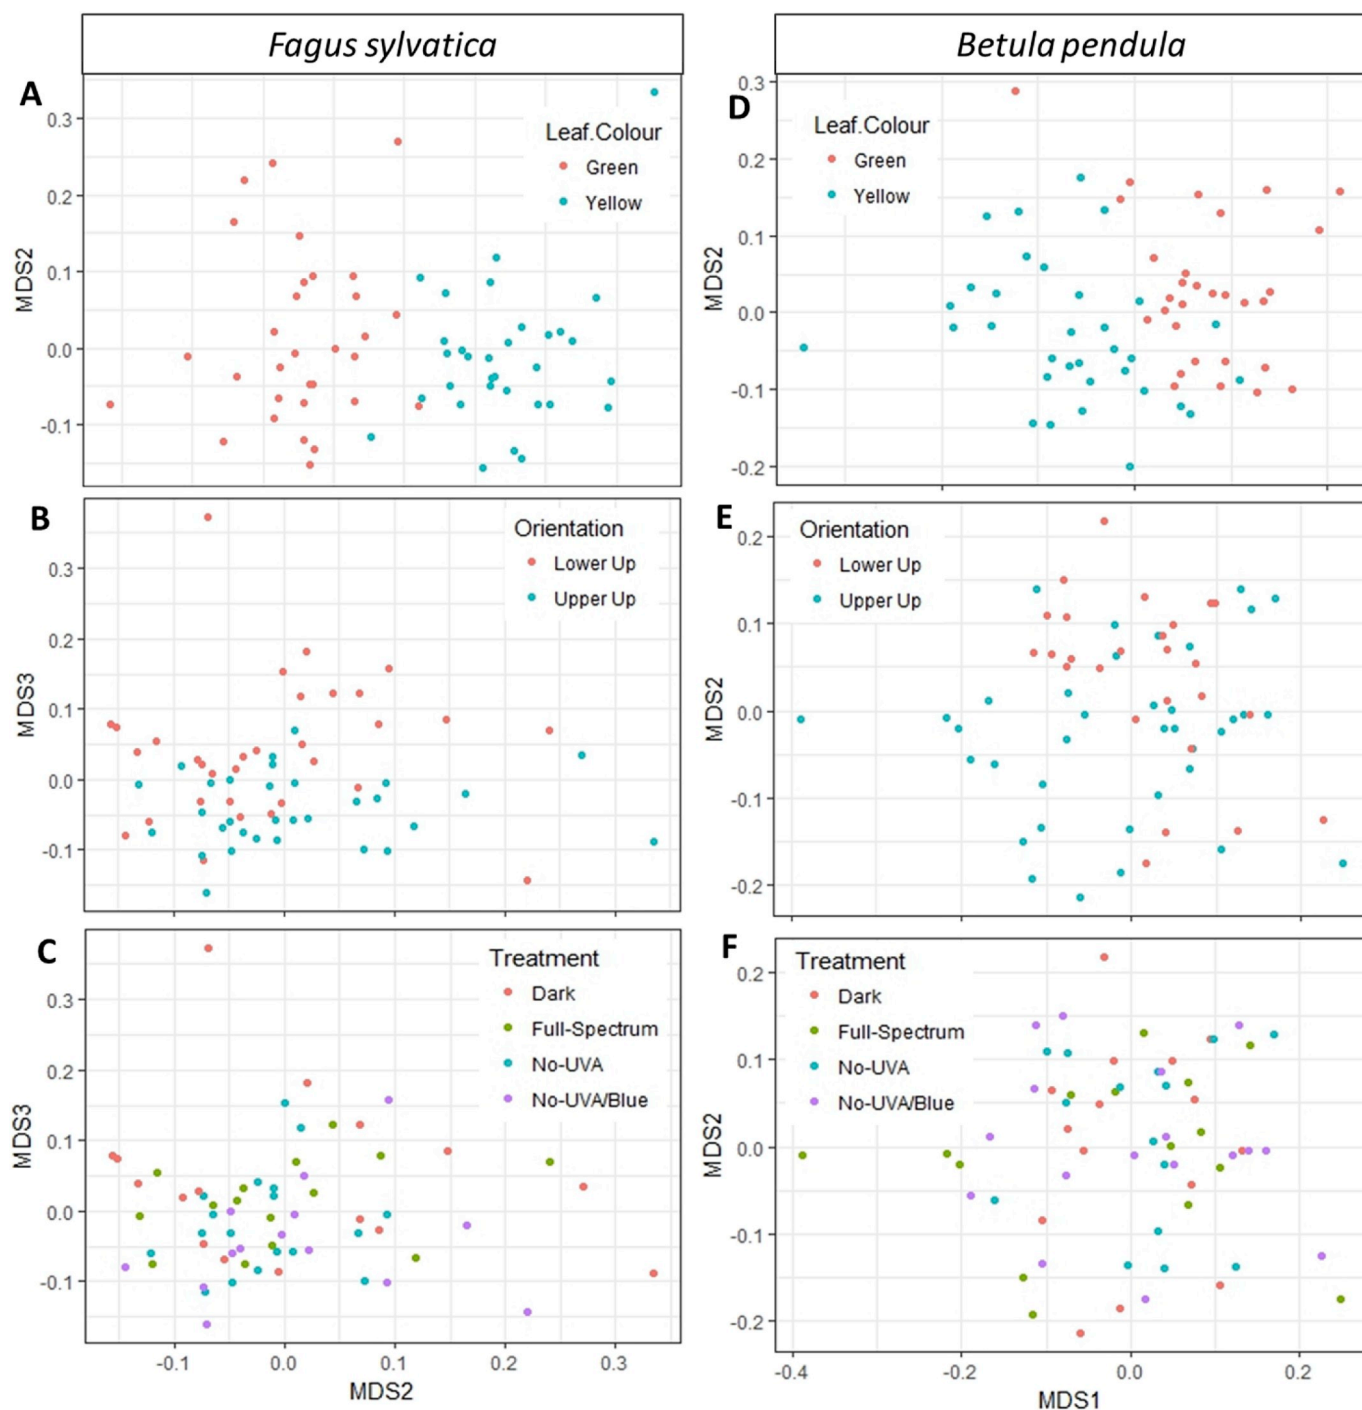 Fagus sylvatica
Betula pendula
A
Leaf.Colour
Green
Yellow
MDS2
0.3
0.2
0.1
0.0
-0.1
D
Leaf.Colour
Green
Yellow
MDS2
0.3
0.2
0.1
0.0
-0.1
-0.2
B
Orientation
Lower Up
Upper Up
MDS3
0.3
0.2
0.1
0.0
-0.1
E
Orientation
Lower Up
Upper Up
MDS2
0.2
0.1
0.0
-0.1
-0.2
C
Treatment
Dark
Full-Spectrum
No-UVA
No-UVA/Blue
MDS3
0.3
0.2
0.1
0.0
-0.1
-0.1 0.0 0.1 0.2 0.3
MDS2
F
Treatment
Dark
Full-Spectrum
No-UVA
No-UVA/Blue
MDS2
0.2
0.1
0.0
-0.1
-0.2
-0.4 -0.2 0.0 0.2
MDS1